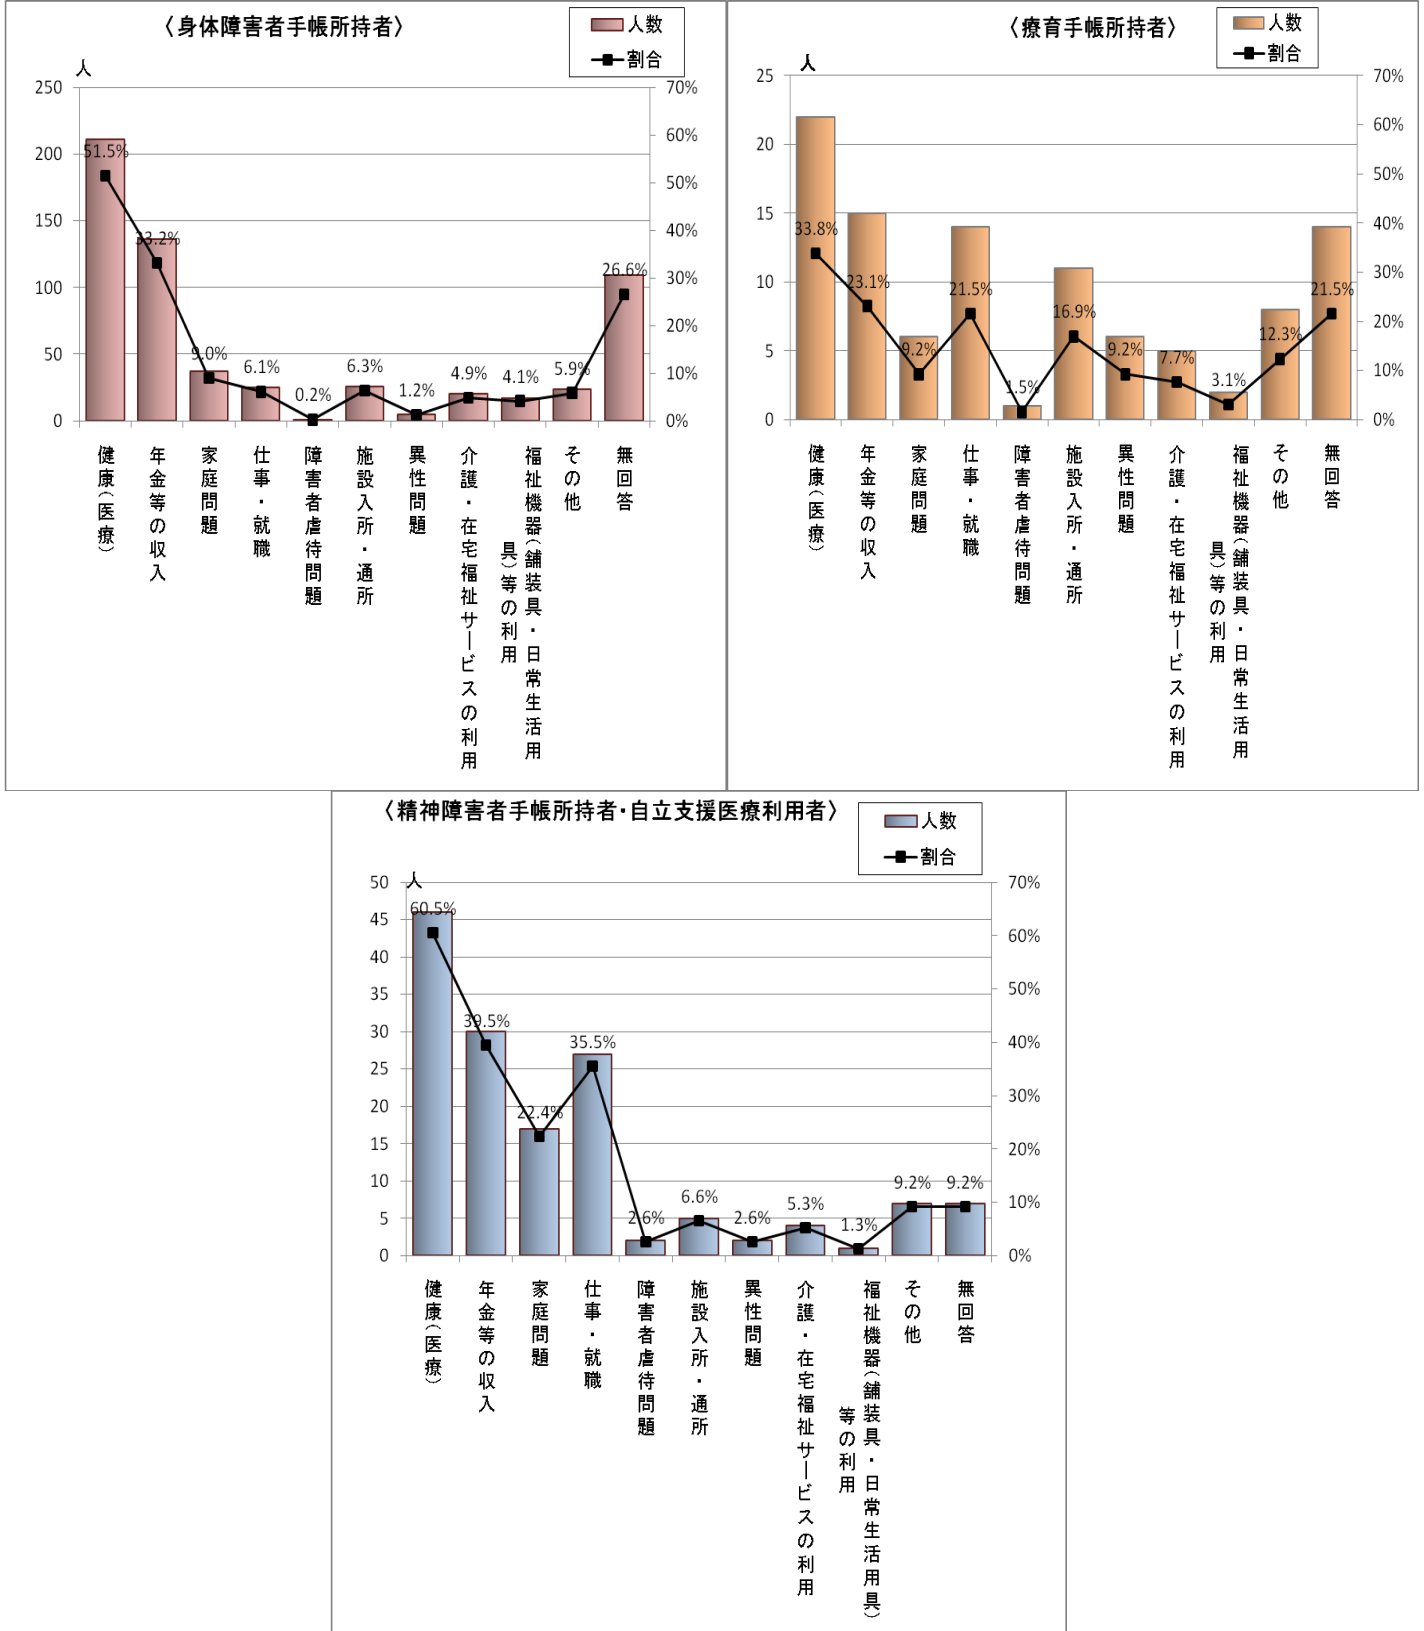 〈身体障害者手帳所持者〉
人数
割合
人
250
200
150
100
50
0
70%
60%
50%
40%
30%
20%
10%
0%
51.5%
33.2%
9.0%
6.1%
0.2%
6.3%
1.2%
4.9%
4.1%
5.9%
26.6%
健康(医療)
年金等の収入
家庭問題
仕事・就職
障害者虐待問題
施設入所・通所
異性問題
介護・在宅福祉サービスの利用
福祉機器(舗装具・日常生活用
具)等の利用
その他
無回答
〈療育手帳所持者〉
人数
割合
人
25
20
15
10
5
0
70%
60%
50%
40%
30%
20%
10%
0%
33.8%
23.1%
9.2%
21.5%
1.5%
16.9%
9.2%
7.7%
3.1%
12.3%
21.5%
健康(医療)
年金等の収入
家庭問題
仕事・就職
障害者虐待問題
施設入所・通所
異性問題
介護・在宅福祉サービスの利用
福祉機器(舗装具・日常生活用
具)等の利用
その他
無回答
〈精神障害者手帳所持者・自立支援医療利用者〉
人数
割合
人
50
45
40
35
30
25
20
15
10
5
0
70%
60%
50%
40%
30%
20%
10%
0%
60.5%
39.5%
22.4%
35.5%
2.6%
6.6%
2.6%
5.3%
1.3%
9.2%
9.2%
健康(医療)
年金等の収入
家庭問題
仕事・就職
障害者虐待問題
施設入所・通所
異性問題
介護・在宅福祉サービスの利用
福祉機器(舗装具・日常生活用具)
等の利用
その他
無回答